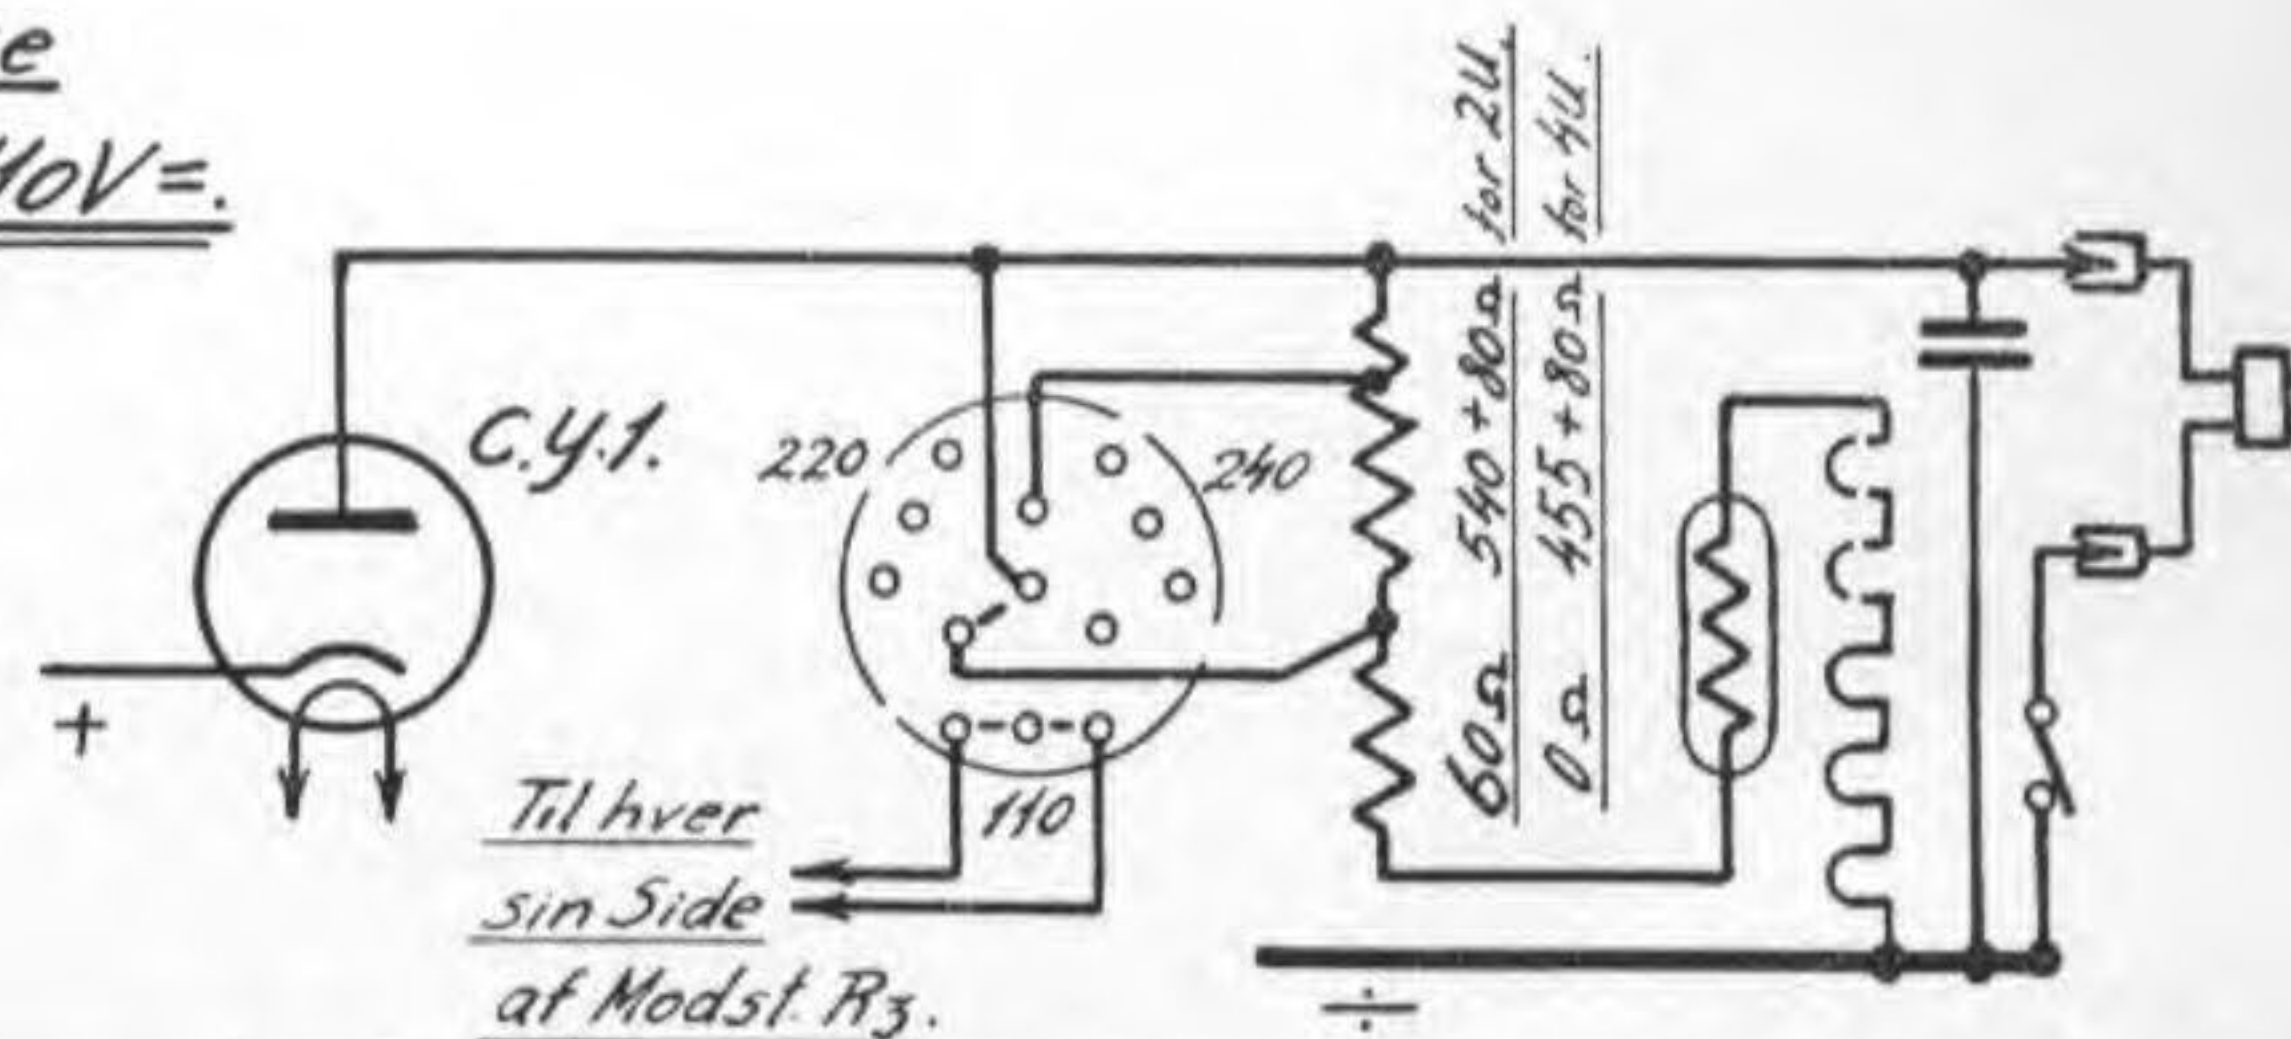 e
110V=.
C.Y.1.
220
240
110
+
Til hver
sin Side
af Modst. R3.
60Ω 540+80Ω for 2U.
0Ω 455+80Ω for 4U.
÷